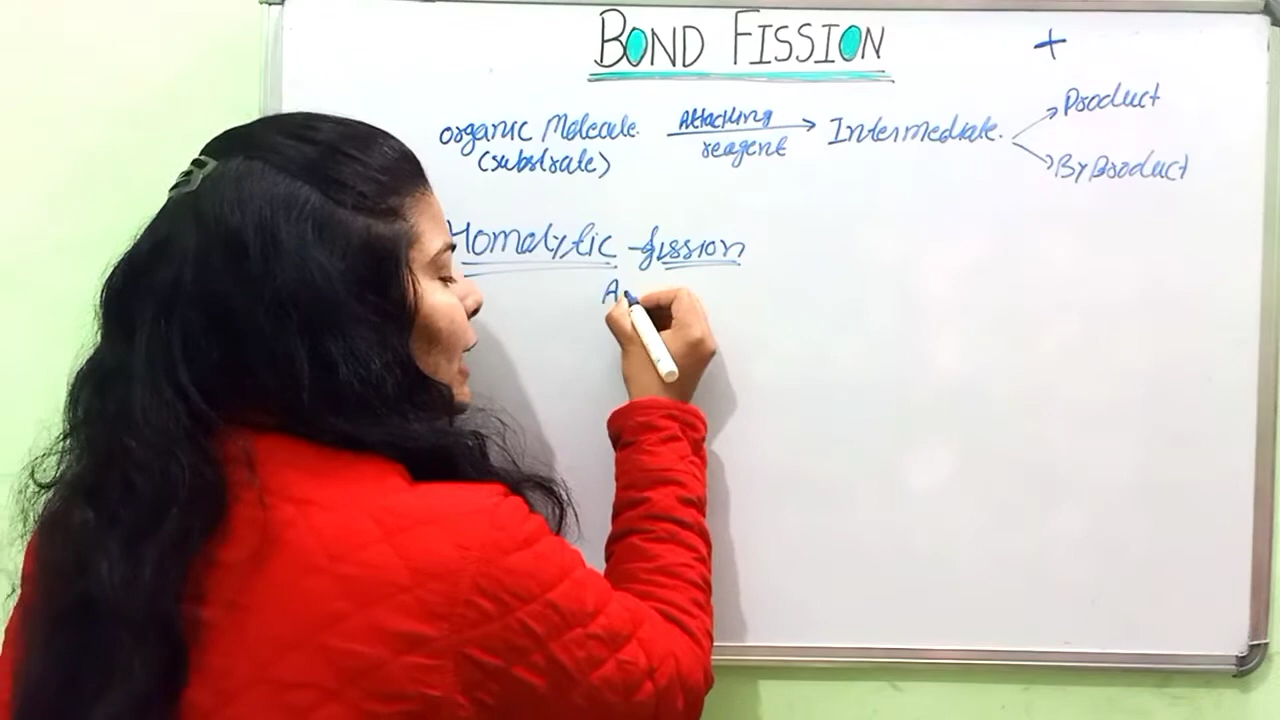 BOND FISSION
+
organic Molecule. Attacking reagent → Intermediate. Product
(substrate) ByProduct
Homolytic fission
A